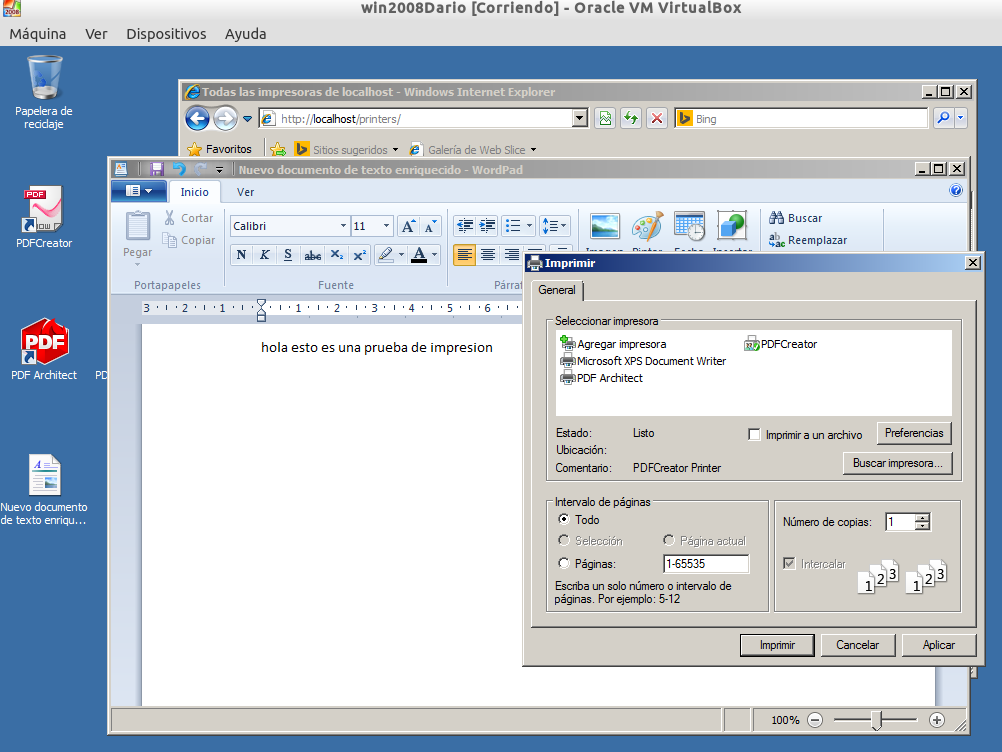 win2008Dario [Corriendo] - Oracle VM VirtualBox
Máquina Ver Dispositivos Ayuda
Papelera de
reciclaje
PDFCreator
PDF Architect
PD
Nuevo documento
de texto enriqu...
Todas las impresoras de localhost - Windows Internet Explorer
http://localhost/printers/
Bing
Favoritos Sitios sugeridos Galería de Web Slice
Nuevo documento de texto enriquecido - WordPad
Inicio Ver
Pegar
Cortar
Copiar
Portapapeles
Calibri 11
N K S abc X₂ X² A
Fuente
Párraf
Buscar
Reemplazar
3 2 1 1 2 3 4 5 6
hola esto es una prueba de impresion
Imprimir
General
Seleccionar impresora
Agregar impresora PDFCreator
Microsoft XPS Document Writer
PDF Architect
Estado: Listo
Imprimir a un archivo Preferencias
Ubicación:
Comentario: PDFCreator Printer
Buscar impresora...
Intervalo de páginas
Todo
Selección Página actual
Páginas: 1-65535
Escriba un solo número o intervalo de
páginas. Por ejemplo: 5-12
Número de copias: 1
Intercalar
1 2 3 1 2 3
Imprimir Cancelar Aplicar
100%